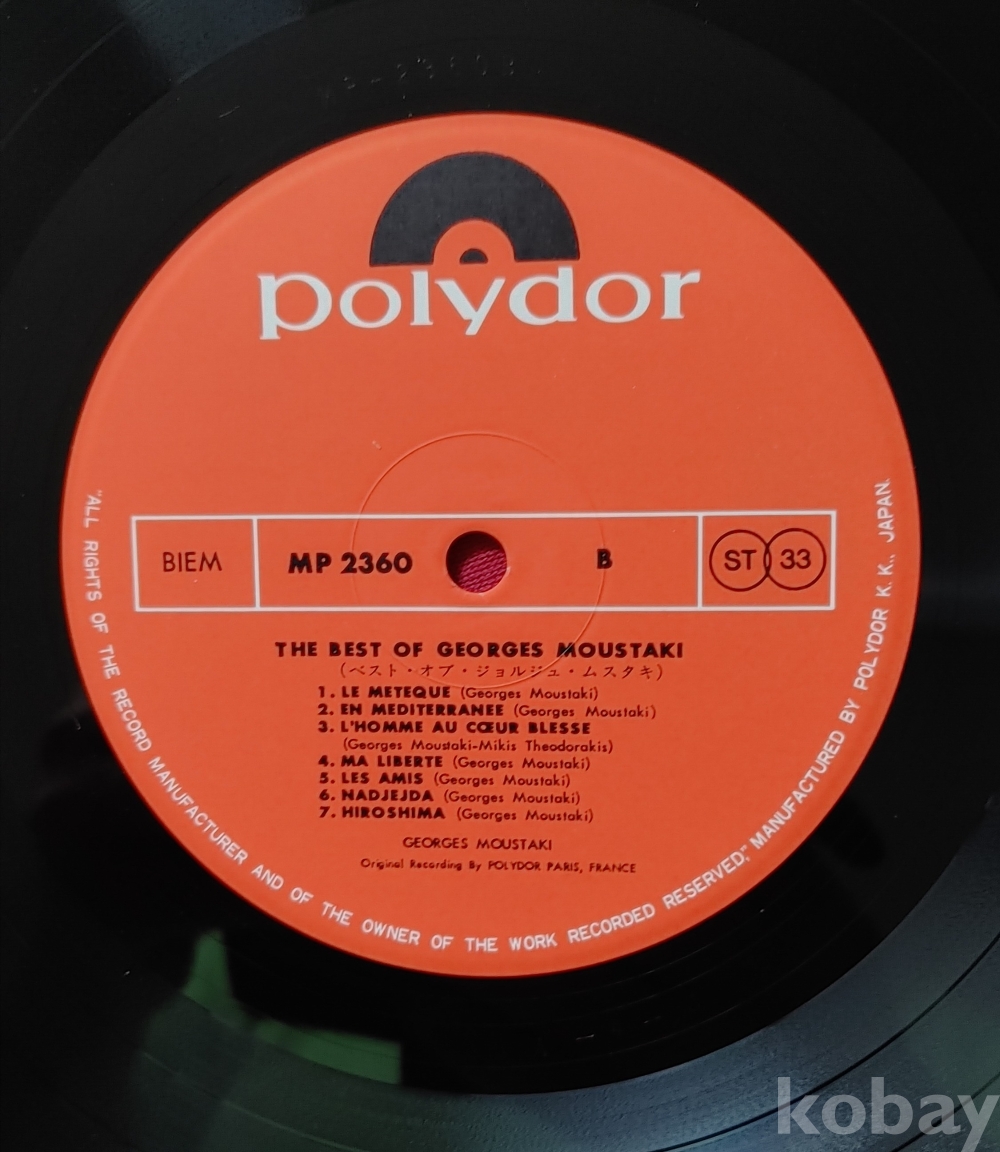 polydor
BIEM
MP 2360
B
ST 33
THE BEST OF GEORGES MOUSTAKI
(ベスト・オブ・ジョルジュ・ムスタキ)
1. LE METEQUE (Georges Moustaki)
2. EN MEDITERRANEE (Georges Moustaki)
3. L'HOMME AU CŒUR BLESSE
(Georges Moustaki-Mikis Theodorakis)
4. MA LIBERTE (Georges Moustaki)
5. LES AMIS (Georges Moustaki)
6. NADJEJDA (Georges Moustaki)
7. HIROSHIMA (Georges Moustaki)
GEORGES MOUSTAKI
Original Recording By POLYDOR PARIS, FRANCE
"ALL RIGHTS OF THE RECORD MANUFACTURER AND OF THE OWNER OF THE WORK RECORDED RESERVED," MANUFACTURED BY POLYDOR K. K., JAPAN.
kobay